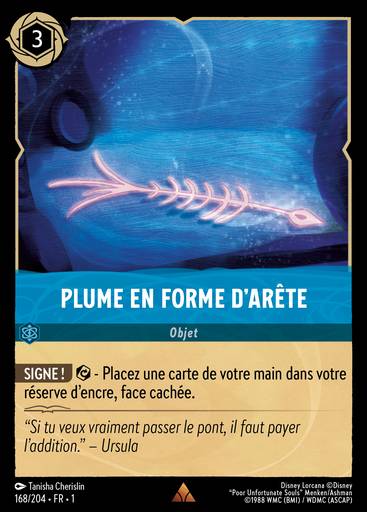 3
PLUME EN FORME D'ARÊTE
Objet
SIGNE ! - Placez une carte de votre main dans votre
réserve d'encre, face cachée.
“Si tu veux vraiment passer le pont, il faut payer
l'addition.” – Ursula
Tanisha Cherislin
168/204 • FR • 1
Disney Lorcana ©Disney
"Poor Unfortunate Souls" Menken/Ashman
©1988 WMC (BMI) / WDMC (ASCAP)